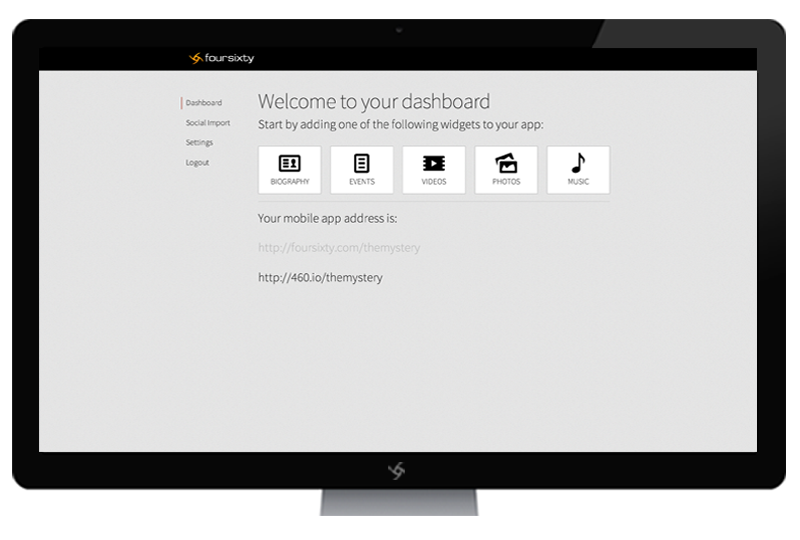 foursixty
Dashboard
Social Import
Settings
Logout
Welcome to your dashboard
Start by adding one of the following widgets to your app:
BIOGRAPHY
EVENTS
VIDEOS
PHOTOS
MUSIC
Your mobile app address is:
http://foursixty.com/themystery
http://460.io/themystery